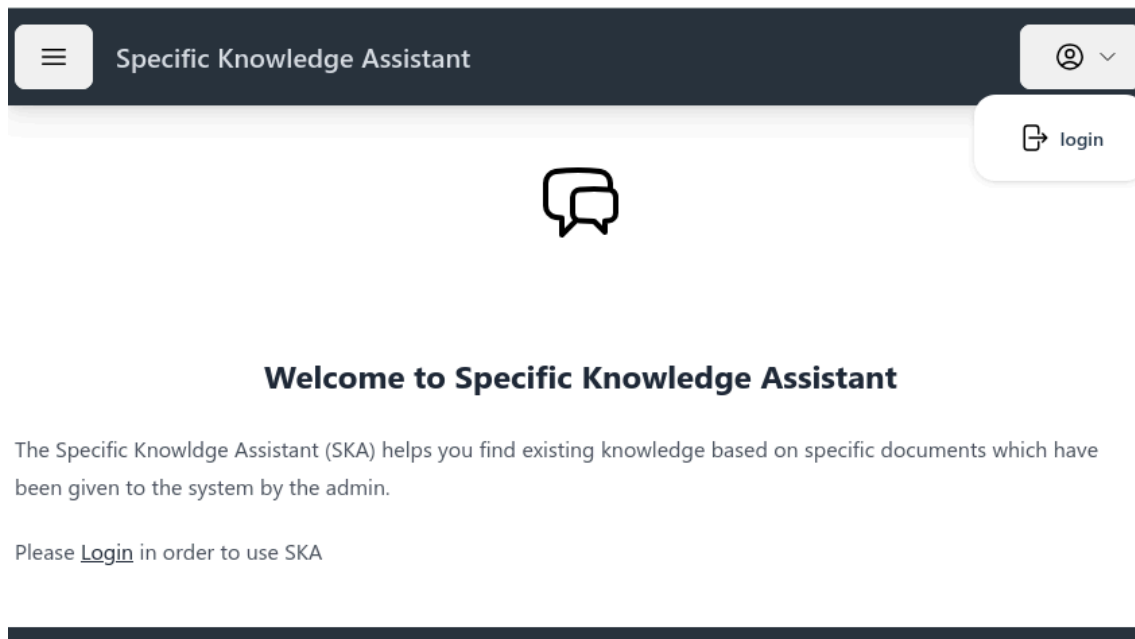 Specific Knowledge Assistant
login
Welcome to Specific Knowledge Assistant
The Specific Knowldge Assistant (SKA) helps you find existing knowledge based on specific documents which have
been given to the system by the admin.
Please Login in order to use SKA